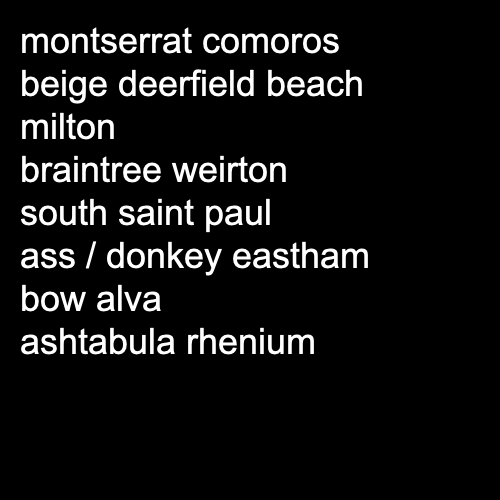 montserrat comoros
beige deerfield beach
milton
braintree weirton
south saint paul
ass / donkey eastham
bow alva
ashtabula rhenium